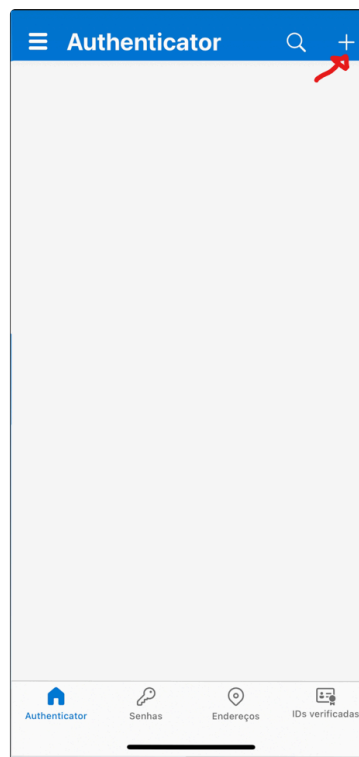 Authenticator
Authenticator
Senhas
Endereços
IDs verificadas